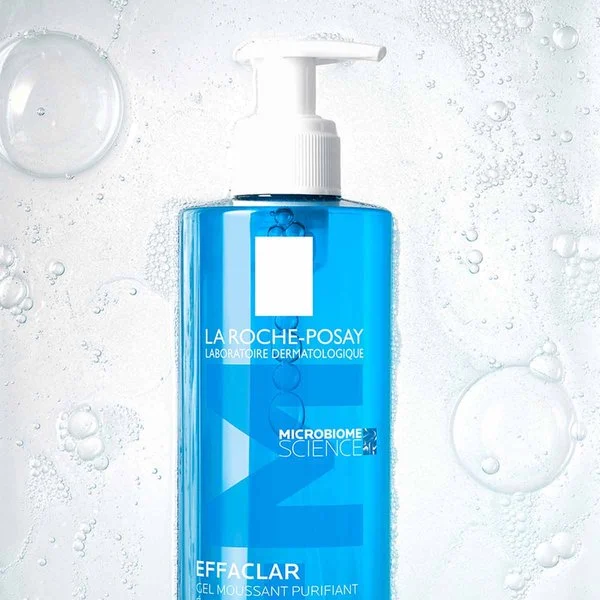 LA ROCHE-POSAY
LABORATOIRE DERMATOLOGIQUE
MICROBIOME
SCIENCE
EFFACLAR
GEL MOUSSANT PURIFIANT